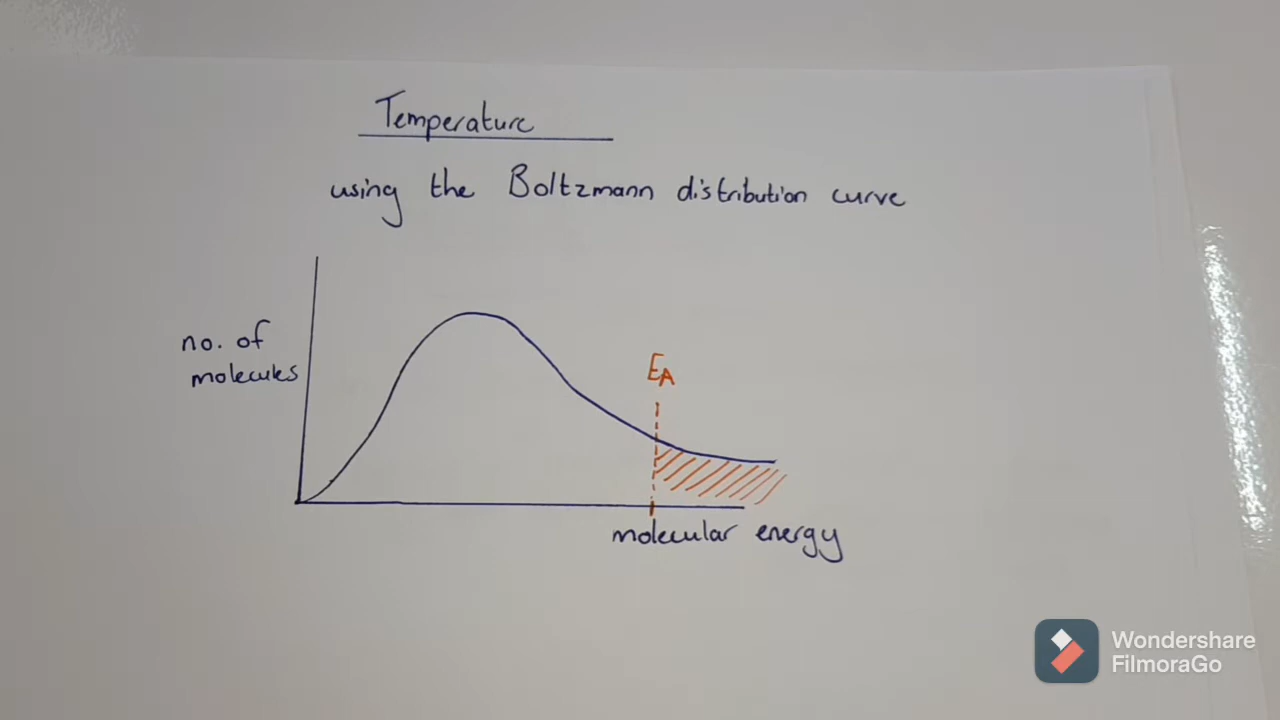 Temperature
using the Boltzmann distribution curve
no. of
molecules
EA
molecular energy
Wondershare
FilmoraGo